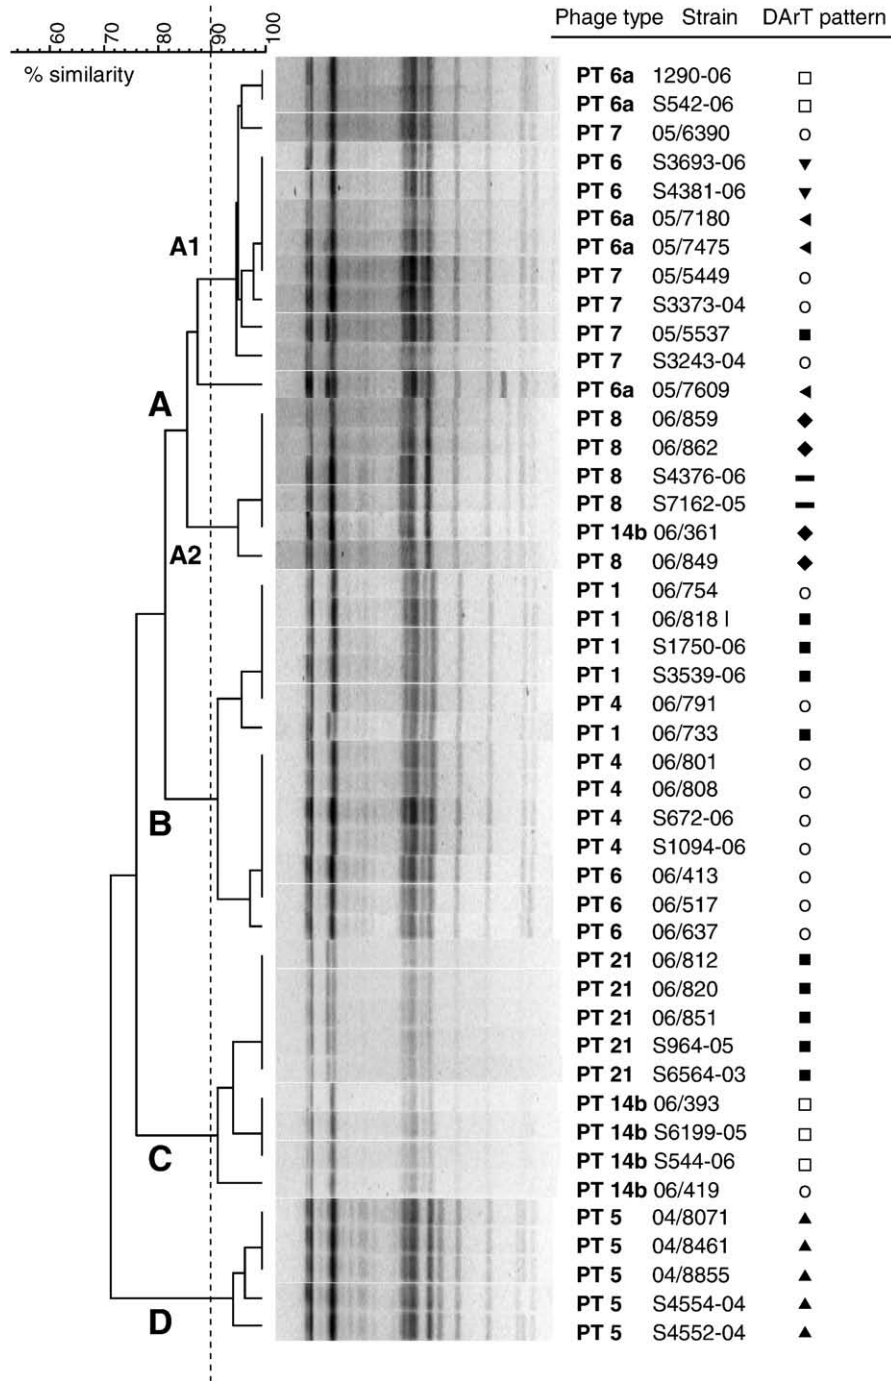 Phage type Strain DArT pattern
60 70 80 90 100
% similarity
PT 6a 1290-06 □
PT 6a S542-06 □
PT 7 05/6390 o
PT 6 S3693-06 ▼
PT 6 S4381-06 ▼
PT 6a 05/7180 ◄
A1
PT 6a 05/7475 ◄
PT 7 05/5449 o
PT 7 S3373-04 o
PT 7 05/5537 ■
PT 7 S3243-04 o
PT 6a 05/7609 ◄
A
PT 8 06/859 ◆
PT 8 06/862 ◆
PT 8 S4376-06 ▬
PT 8 S7162-05 ▬
PT 14b 06/361 ◆
A2
PT 8 06/849 ◆
PT 1 06/754 o
PT 1 06/818 I ■
PT 1 S1750-06 ■
PT 1 S3539-06 ■
PT 4 06/791 o
PT 1 06/733 ■
PT 4 06/801 o
PT 4 06/808 o
B
PT 4 S672-06 o
PT 4 S1094-06 o
PT 6 06/413 o
PT 6 06/517 o
PT 6 06/637 o
PT 21 06/812 ■
PT 21 06/820 ■
PT 21 06/851 ■
PT 21 S964-05 ■
PT 21 S6564-03 ■
PT 14b 06/393 □
PT 14b S6199-05 □
C
PT 14b S544-06 □
PT 14b 06/419 o
PT 5 04/8071 ▲
PT 5 04/8461 ▲
PT 5 04/8855 ▲
PT 5 S4554-04 ▲
D
PT 5 S4552-04 ▲